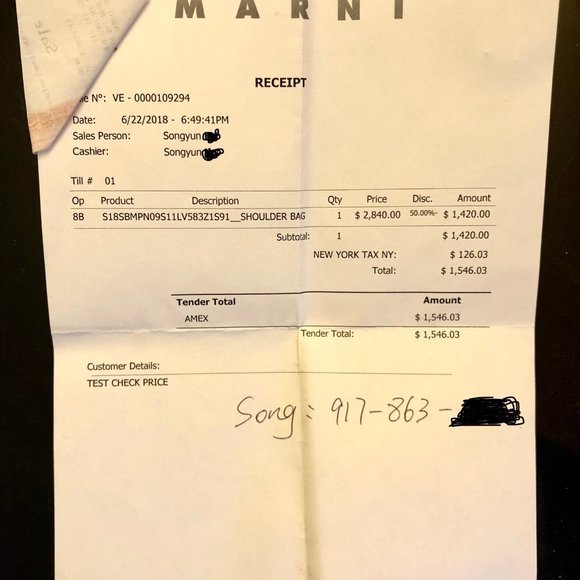 MARNI
RECEIPT
Nº: VE - 0000109294
Date: 6/22/2018 - 6:49:41PM
Sales Person: Songyun
Cashier: Songyun
Till # 01
Op Product Description Qty Price Disc. Amount
8B S18SBMPN09S11LV583Z1S91__SHOULDER BAG 1 $ 2,840.00 50.00%- $ 1,420.00
Subtotal: 1 $ 1,420.00
NEW YORK TAX NY: $ 126.03
Total: $ 1,546.03
Tender Total Amount
AMEX $ 1,546.03
Tender Total: $ 1,546.03
Customer Details:
TEST CHECK PRICE
Song: 917-863-